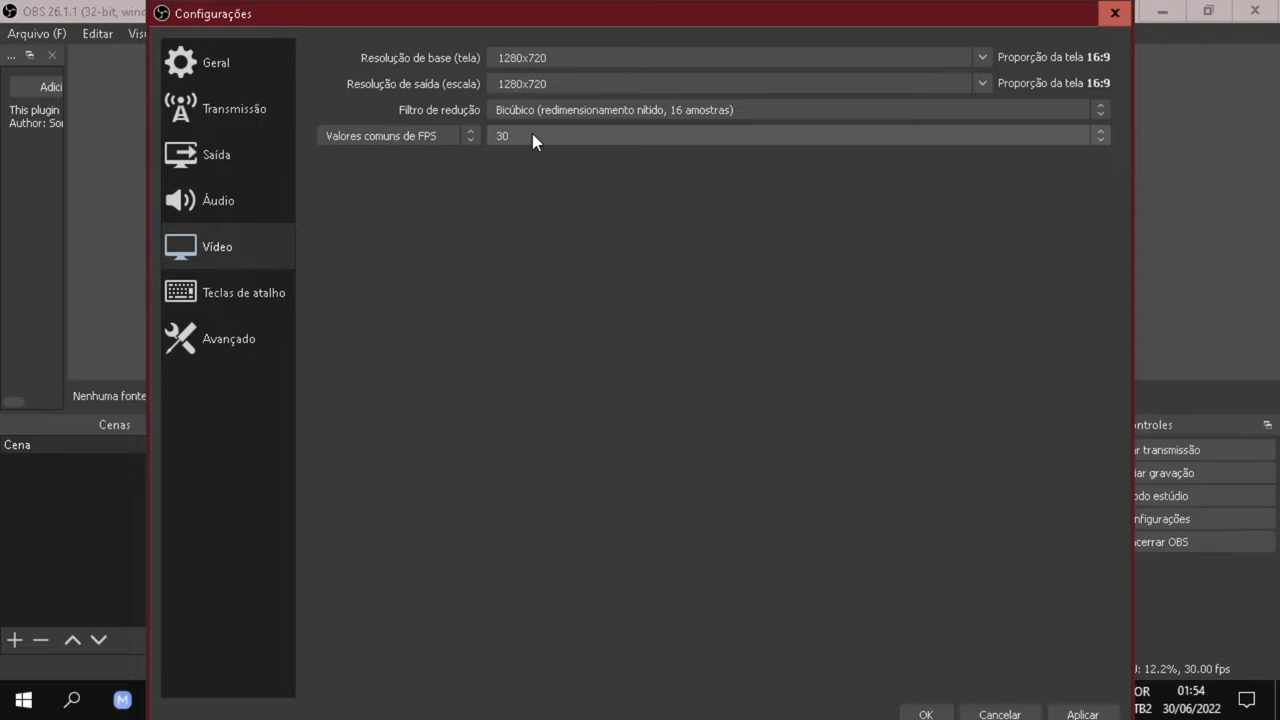 OBS 26.1.1 (32-bit, wind
Configurações
Arquivo (F) Editar Vis
...
Adici
This plugin
Author: Sor
Geral
Transmissão
Saída
Áudio
Vídeo
Teclas de atalho
Avançado
Resolução de base (tela) 1280x720 Proporção da tela 16:9
Resolução de saída (escala) 1280x720 Proporção da tela 16:9
Filtro de redução Bicúbico (redimensionamento nítido, 16 amostras)
Valores comuns de FPS 30
Nenhuma fonte
Cenas
Cena
ontroles
ar transmissão
iar gravação
odo estúdio
nfigurações
cerrar OBS
OK Cancelar Aplicar
J: 12.2%, 30.00 fps
M
OR 01:54
TB2 30/06/2022